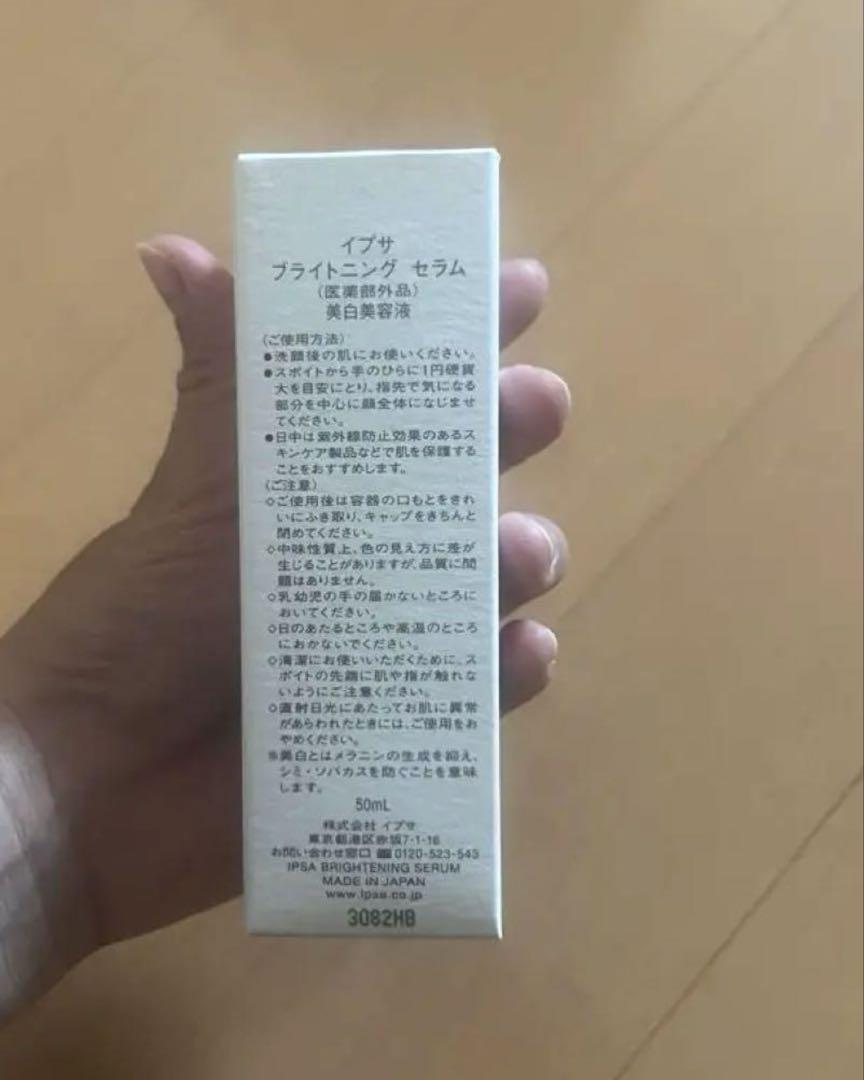 イプサ
ブライトニング セラム
（医薬部外品）
美白美容液
（ご使用方法）
●洗顔後の肌にお使いください。
●スポイトから手のひらに1円硬貨
大を目安にとり、指先で気になる
部分を中心に顔全体になじませ
てください。
●日中は紫外線防止効果のあるス
キンケア製品などで肌を保護する
ことをおすすめします。
（ご注意）
◇ご使用後は容器の口もとをきれ
いにふき取り、キャップをきちんと
閉めてください。
◇中味性質上、色の見え方に差が
生じることがありますが、品質に問
題はありません。
◇乳幼児の手の届かないところに
おいてください。
◇日のあたるところや高温のところ
におかないでください。
◇清潔にお使いいただくために、ス
ポイトの先端に肌や指が触れな
いようにご注意ください。
◇直射日光にあたってお肌に異常
があらわれたときには、ご使用をお
やめください。
※美白とはメラニンの生成を抑え、
シミ・ソバカスを防ぐことを意味
します。
50mL
株式会社 イプサ
東京都港区赤坂7-1-16
お問い合わせ窓口 0120-523-543
IPSA BRIGHTENING SERUM
MADE IN JAPAN
www.ipsa.co.jp
3082HB